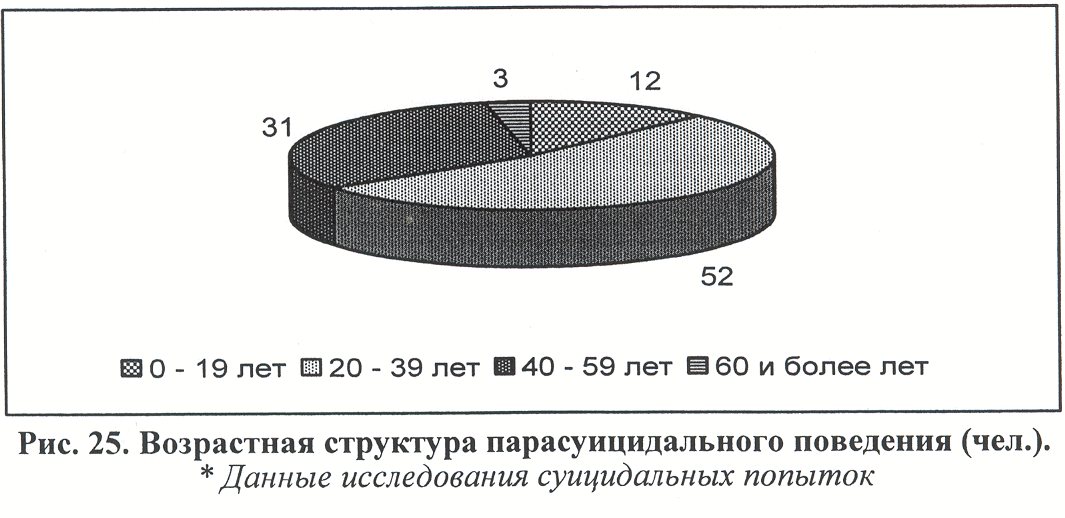 3
12
31
52
0 - 19 лет 20 - 39 лет 40 - 59 лет 60 и более лет
Рис. 25. Возрастная структура парасуицидального поведения (чел.).
* Данные исследования суицидальных попыток